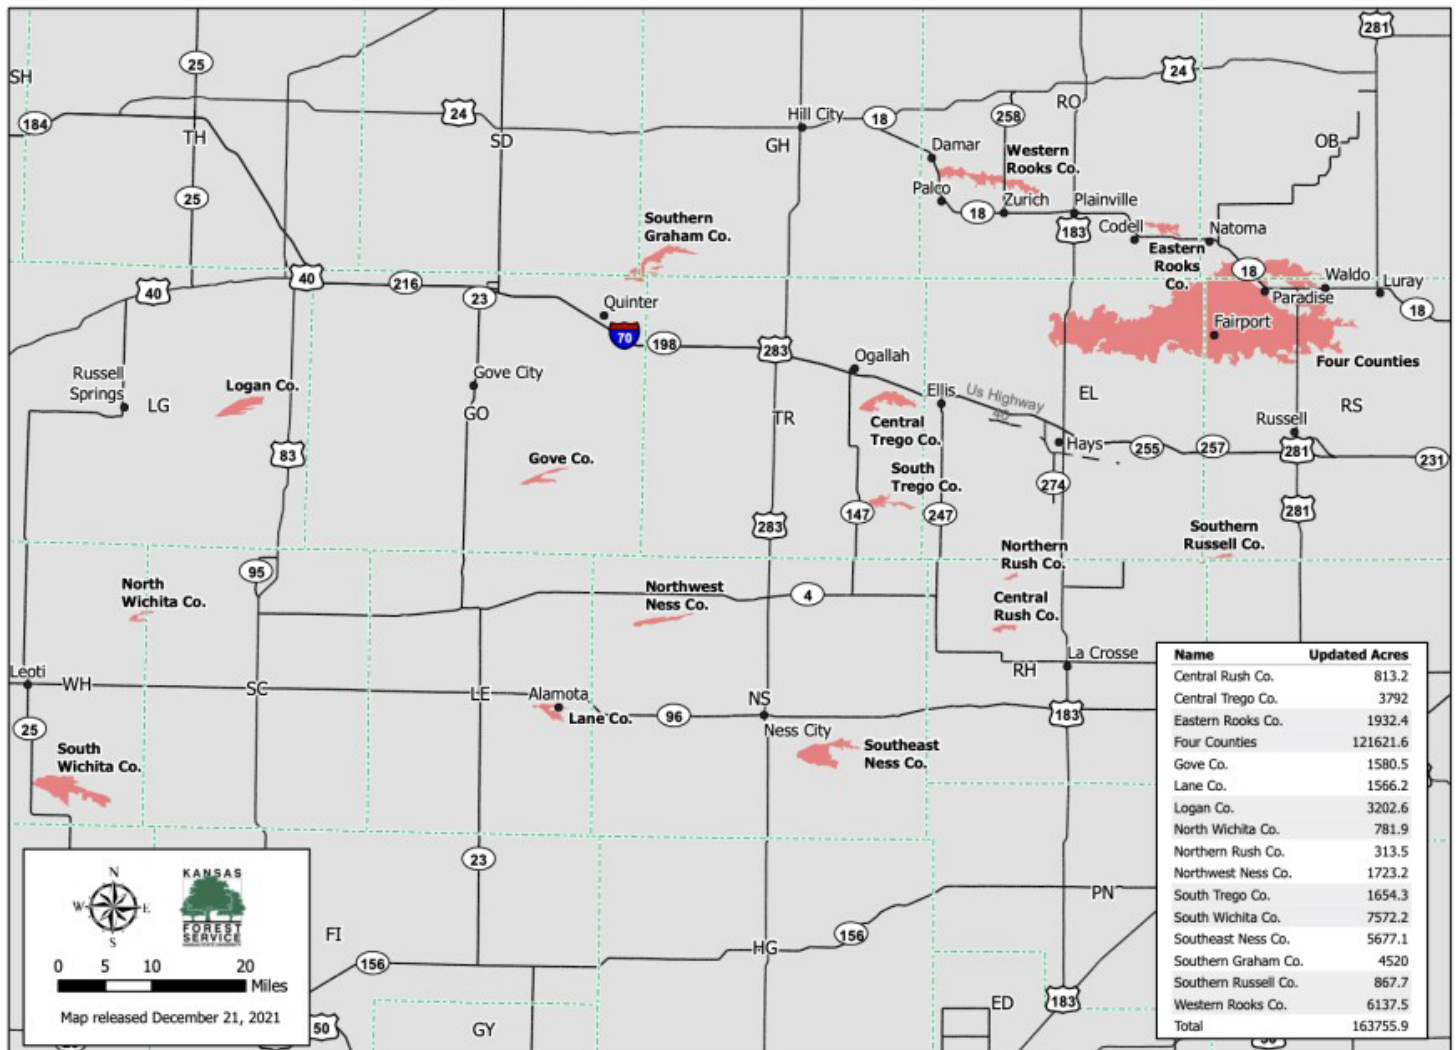 281
SH
25
24
24
184
TH
SD
Hill City
GH
18
258
RO
OB
Damar
Western
Rooks Co.
Palco
25
18
Zurich
Plainville
183
Codell
Natoma
Eastern
Rooks
Co.
Southern
Graham Co.
18
Waldo
Luray
Paradise
18
Fairport
Four Counties
40
40
216
23
Quinter
70
198
283
Ogallah
Russell
Springs
LG
Logan Co.
Gove City
GO
TR
Ellis
Us Highway
40
EL
RS
Central
Trego Co.
Russell
83
Gove Co.
South
Trego Co.
Hays
255
257
281
231
274
283
147
247
281
Southern
Russell Co.
Northern
Rush Co.
95
North
Wichita Co.
Northwest
Ness Co.
4
Central
Rush Co.
Leoti
WH
SC
LE
Alamota
Lane Co.
96
NS
Ness City
RH
La Crosse
183
25
South
Wichita Co.
Southeast
Ness Co.
23
PN
FI
156
156
HG
183
ED
GY
50
N
W
E
S
KANSAS
FOREST
SERVICE
0 5 10 20
Miles
Map released December 21, 2021
Name Updated Acres
Central Rush Co. 813.2
Central Trego Co. 3792
Eastern Rooks Co. 1932.4
Four Counties 121621.6
Gove Co. 1580.5
Lane Co. 1566.2
Logan Co. 3202.6
North Wichita Co. 781.9
Northern Rush Co. 313.5
Northwest Ness Co. 1723.2
South Trego Co. 1654.3
South Wichita Co. 7572.2
Southeast Ness Co. 5677.1
Southern Graham Co. 4520
Southern Russell Co. 867.7
Western Rooks Co. 6137.5
Total 163755.9